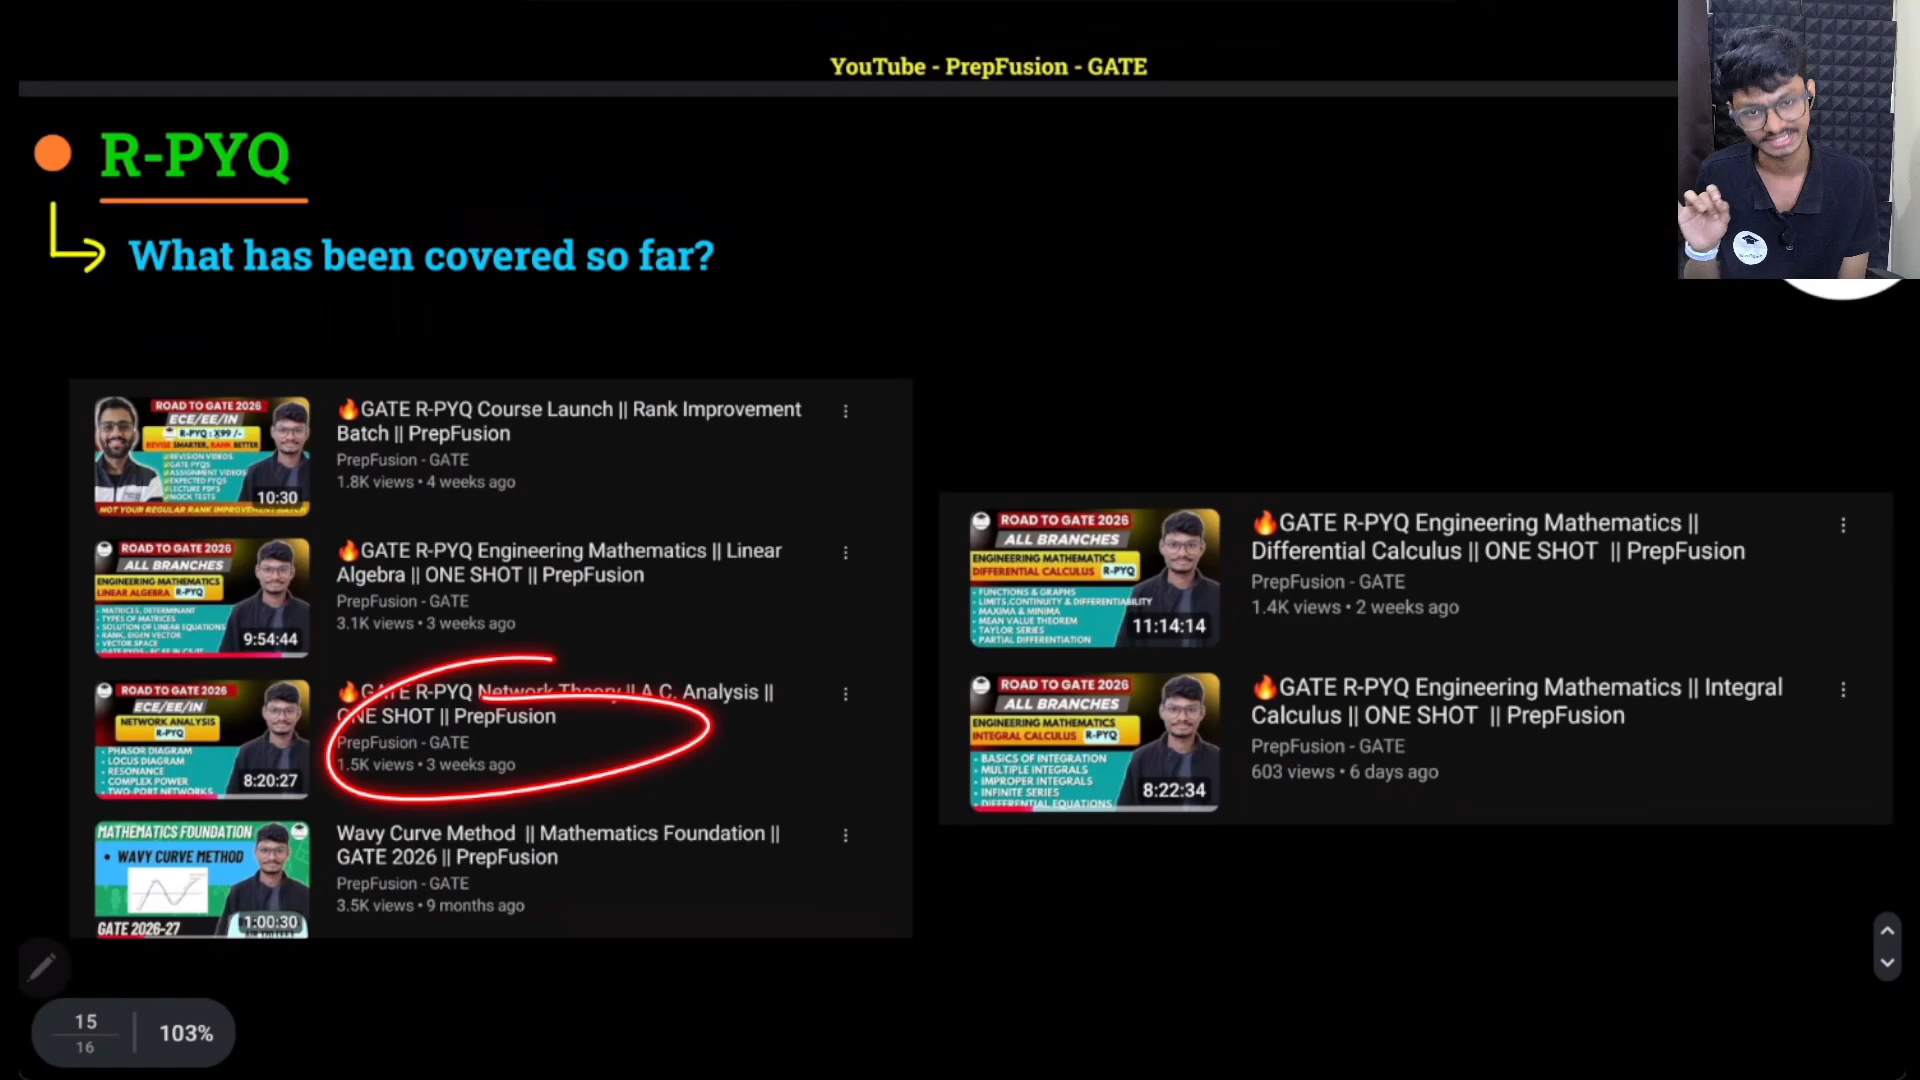 YouTube - PrepFusion - GATE
R-PYQ
What has been covered so far?
ROAD TO GATE 2026
ECE/EE/IN
R-PYQ : X99 /-
REVISE SMARTER, RANK BETTER
REVISION VIDEOS
GATE PYQS
ASSIGNMENT VIDEOS
EXPECTED PYQS
LECTURE PDFS
MOCK TESTS
NOT YOUR REGULAR RANK IMPROVEMENT BATCH
10:30
🔥GATE R-PYQ Course Launch || Rank Improvement
Batch || PrepFusion
PrepFusion - GATE
1.8K views • 4 weeks ago
ROAD TO GATE 2026
ALL BRANCHES
ENGINEERING MATHEMATICS
LINEAR ALGEBRA R-PYQ
• MATRICES, DETERMINANT
• TYPES OF MATRICES
• SOLUTION OF LINEAR EQUATIONS
• RANK, EIGEN VECTOR
• VECTOR SPACE
9:54:44
🔥GATE R-PYQ Engineering Mathematics || Linear
Algebra || ONE SHOT || PrepFusion
PrepFusion - GATE
3.1K views • 3 weeks ago
ROAD TO GATE 2026
ECE/EE/IN
NETWORK ANALYSIS
R-PYQ
• PHASOR DIAGRAM
• LOCUS DIAGRAM
• RESONANCE
• COMPLEX POWER
• TWO-PORT NETWORKS
8:20:27
🔥GATE R-PYQ Network Theory || A.C. Analysis ||
ONE SHOT || PrepFusion
PrepFusion - GATE
1.5K views • 3 weeks ago
MATHEMATICS FOUNDATION
• WAVY CURVE METHOD
GATE 2026-27
1:00:30
Wavy Curve Method || Mathematics Foundation ||
GATE 2026 || PrepFusion
PrepFusion - GATE
3.5K views • 9 months ago
ROAD TO GATE 2026
ALL BRANCHES
ENGINEERING MATHEMATICS
DIFFERENTIAL CALCULUS R-PYQ
• FUNCTIONS & GRAPHS
• LIMITS,CONTINUITY & DIFFERENTIABILITY
• MAXIMA & MINIMA
• MEAN VALUE THEOREM
• TAYLOR SERIES
• PARTIAL DIFFERENTIATION
11:14:14
🔥GATE R-PYQ Engineering Mathematics ||
Differential Calculus || ONE SHOT || PrepFusion
PrepFusion - GATE
1.4K views • 2 weeks ago
ROAD TO GATE 2026
ALL BRANCHES
ENGINEERING MATHEMATICS
INTEGRAL CALCULUS R-PYQ
• BASICS OF INTEGRATION
• MULTIPLE INTEGRALS
• IMPROPER INTEGRALS
• INFINITE SERIES
• DIFFERENTIAL EQUATIONS
8:22:34
🔥GATE R-PYQ Engineering Mathematics || Integral
Calculus || ONE SHOT || PrepFusion
PrepFusion - GATE
603 views • 6 days ago
15
16
103%